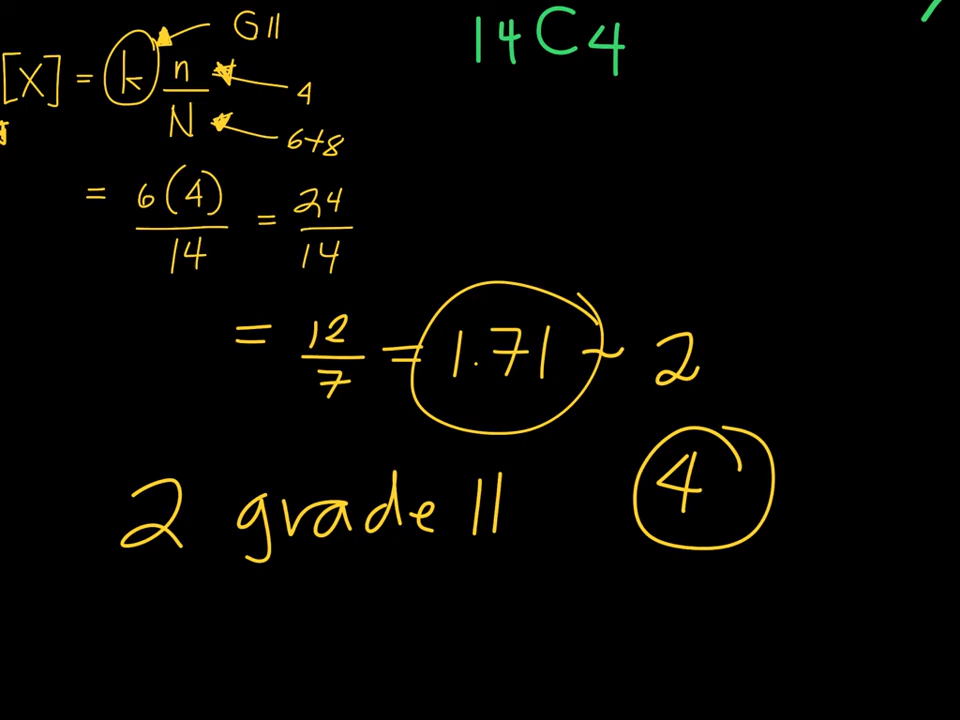 G11
14C4
[X] = k n/N
4
6+8
= 6(4)/14 = 24/14
= 12/7 = 1.71 ~ 2
2 grade 11
4